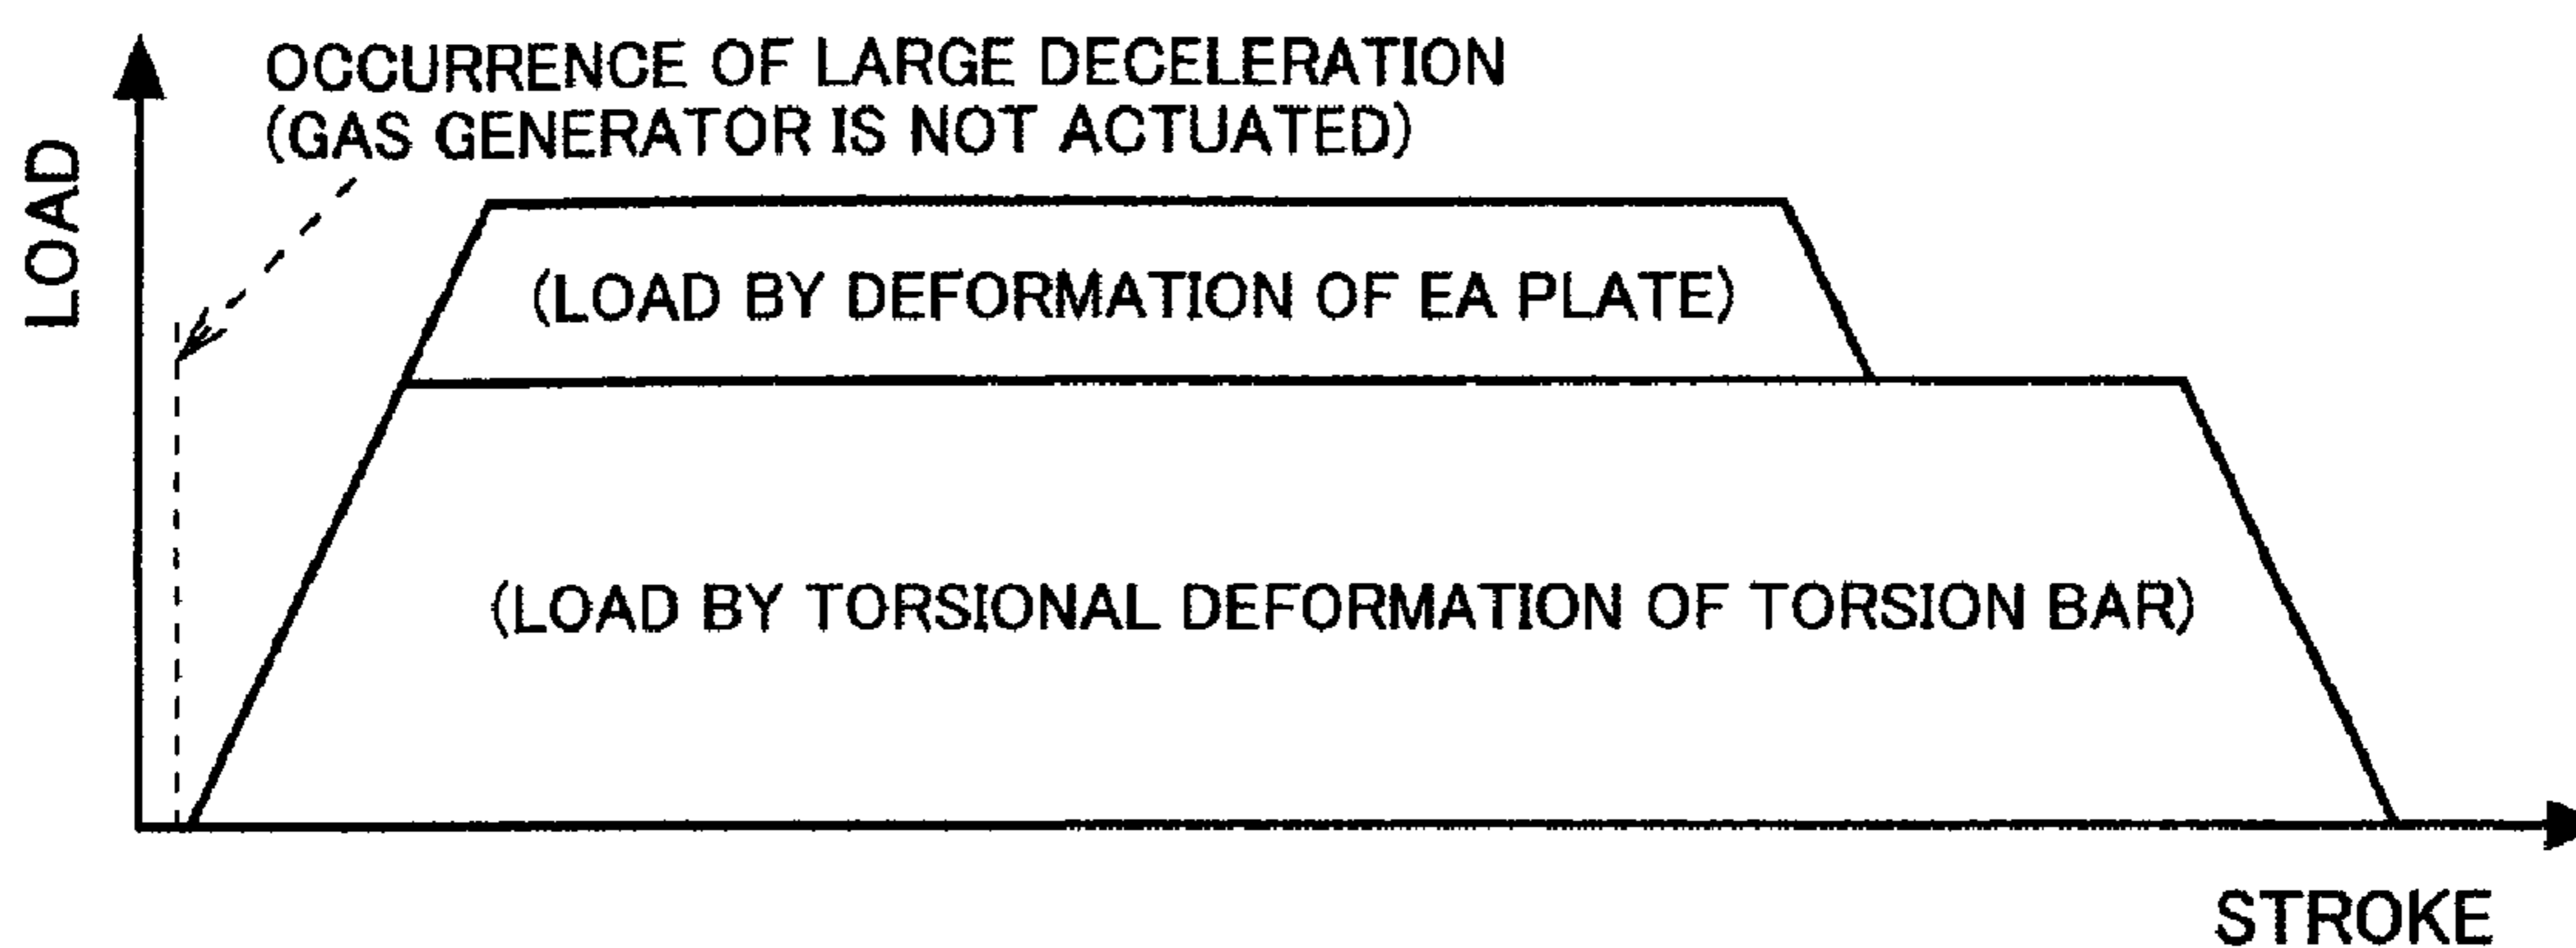 OCCURRENCE OF LARGE DECELERATION
(GAS GENERATOR IS NOT ACTUATED)
LOAD
(LOAD BY DEFORMATION OF EA PLATE)
(LOAD BY TORSIONAL DEFORMATION OF TORSION BAR)
STROKE